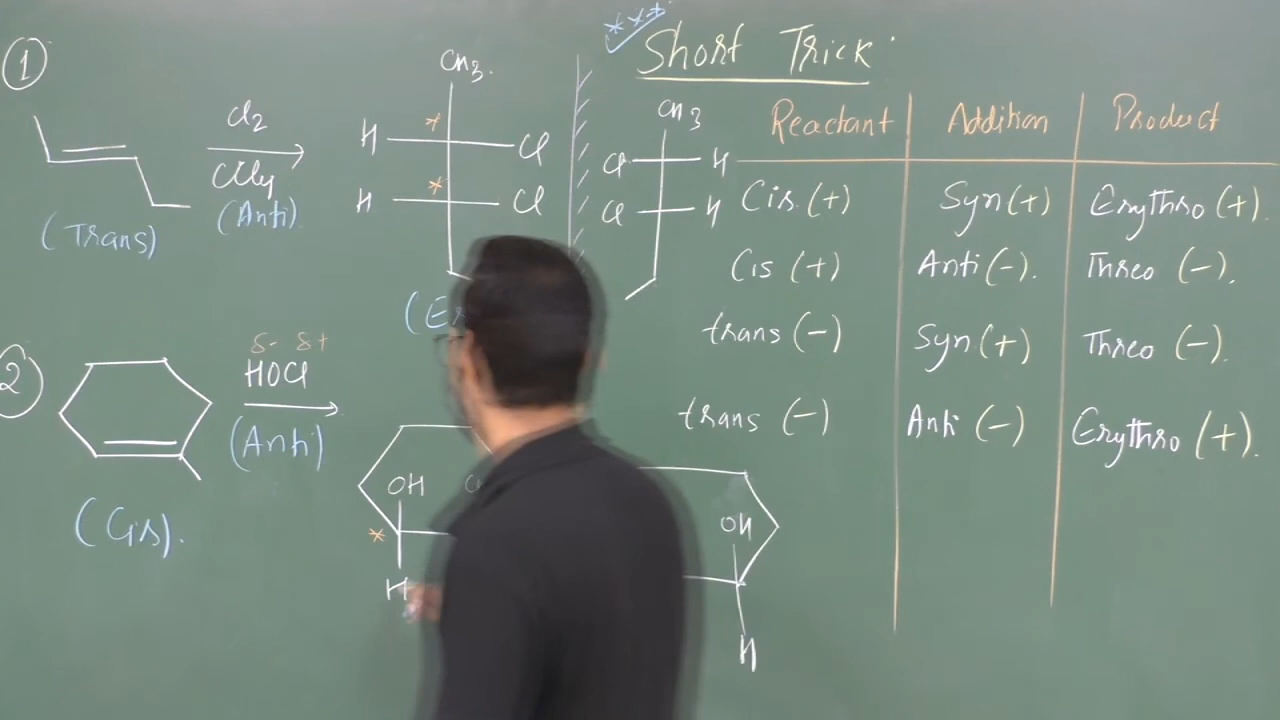 Short Trick
①
CH3.
CH3
Cl2
H * Cl
Cl H
CCl4
H * Cl
Cl H
(Anti)
(Trans)
Reactant Addition Product
Cis (+) Syn (+) Erythro (+).
Cis (+) Anti (-). Threo (-).
trans (-) Syn (+) Threo (-).
trans (-) Anti (-) Erythro (+).
②
δ- δ+
HOCl
(Anti)
(Cis).
OH
*
H
OH
H